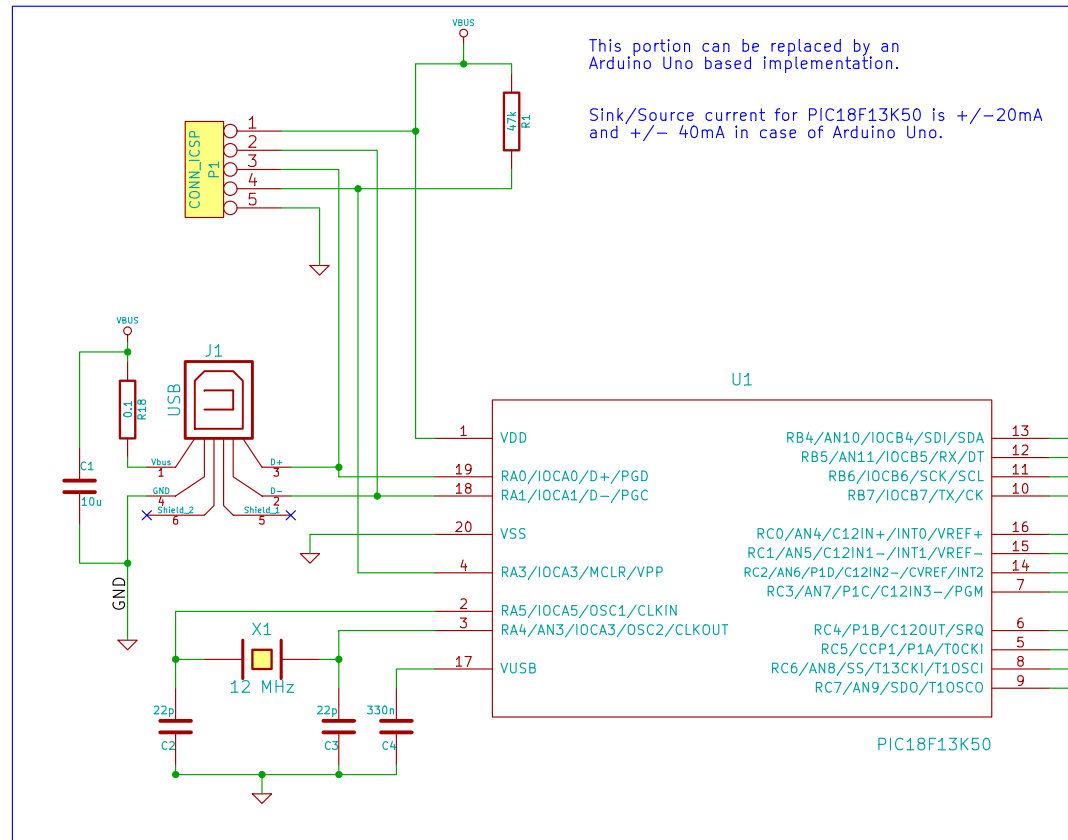 VBUS
This portion can be replaced by an
Arduino Uno based implementation.
Sink/Source current for PIC18F13K50 is +/-20mA
and +/- 40mA in case of Arduino Uno.
47k
R1
CONN_ICSP
P1
1
2
3
4
5
VBUS
0.1
R18
J1
USB
C1
10u
Vbus
1
D+
3
GND
4
D-
2
Shield_2
6
Shield_1
5
GND
U1
1 VDD
19 RA0/IOCA0/D+/PGD
18 RA1/IOCA1/D-/PGC
20 VSS
4 RA3/IOCA3/MCLR/VPP
2 RA5/IOCA5/OSC1/CLKIN
3 RA4/AN3/IOCA3/OSC2/CLKOUT
17 VUSB
RB4/AN10/IOCB4/SDI/SDA 13
RB5/AN11/IOCB5/RX/DT 12
RB6/IOCB6/SCK/SCL 11
RB7/IOCB7/TX/CK 10
RC0/AN4/C12IN+/INT0/VREF+ 16
RC1/AN5/C12IN1-/INT1/VREF- 15
RC2/AN6/P1D/C12IN2-/CVREF/INT2 14
RC3/AN7/P1C/C12IN3-/PGM 7
RC4/P1B/C12OUT/SRQ 6
RC5/CCP1/P1A/T0CKI 5
RC6/AN8/SS/T13CKI/T1OSCI 8
RC7/AN9/SDO/T1OSCO 9
PIC18F13K50
X1
12 MHz
22p
C2
22p
C3
330n
C4